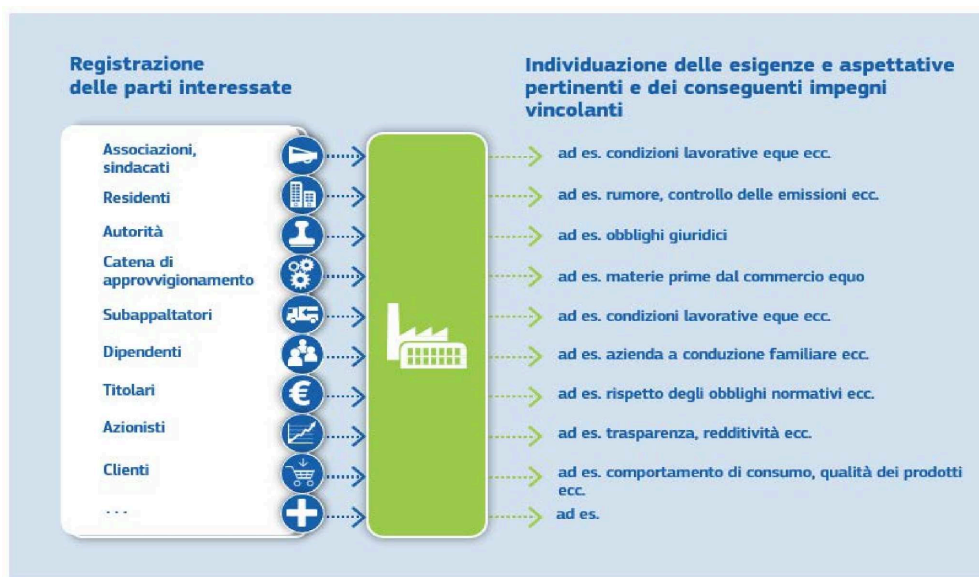 Registrazione
delle parti interessate
Individuazione delle esigenze e aspettative
pertinenti e dei conseguenti impegni
vincolanti
Associazioni,
sindacati
ad es. condizioni lavorative eque ecc.
Residenti
ad es. rumore, controllo delle emissioni ecc.
Autorità
ad es. obblighi giuridici
Catena di
approvvigionamento
ad es. materie prime dal commercio equo
Subappaltatori
ad es. condizioni lavorative eque ecc.
Dipendenti
ad es. azienda a conduzione familiare ecc.
Titolari
€
ad es. rispetto degli obblighi normativi ecc.
Azionisti
ad es. trasparenza, redditività ecc.
Clienti
ad es. comportamento di consumo, qualità dei prodotti
ecc.
...
ad es.